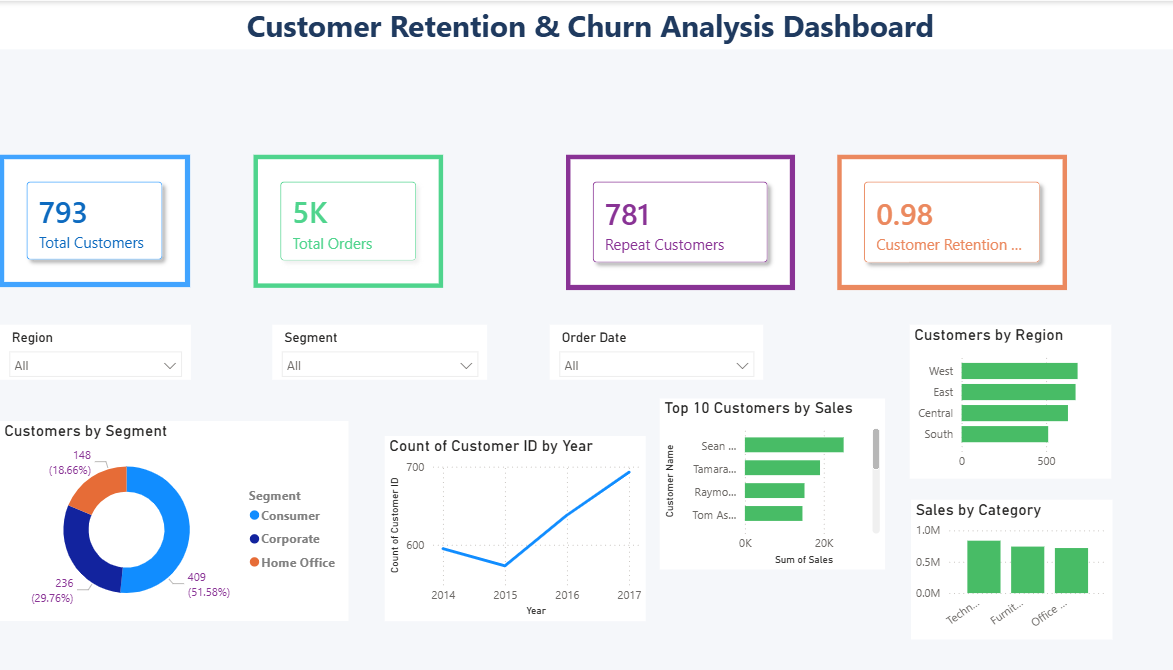 Customer Retention & Churn Analysis Dashboard
793
Total Customers
5K
Total Orders
781
Repeat Customers
0.98
Customer Retention ...
Region
All
Segment
All
Order Date
All
Customers by Region
West
East
Central
South
0
500
Customers by Segment
148
(18.66%)
236
(29.76%)
409
(51.58%)
Segment
Consumer
Corporate
Home Office
Count of Customer ID by Year
Count of Customer ID
700
600
2014
2015
2016
2017
Year
Top 10 Customers by Sales
Customer Name
Sean ...
Tamara...
Raymo...
Tom As...
0K
20K
Sum of Sales
Sales by Category
1.0M
0.5M
0.0M
Techn...
Furnit...
Office ...